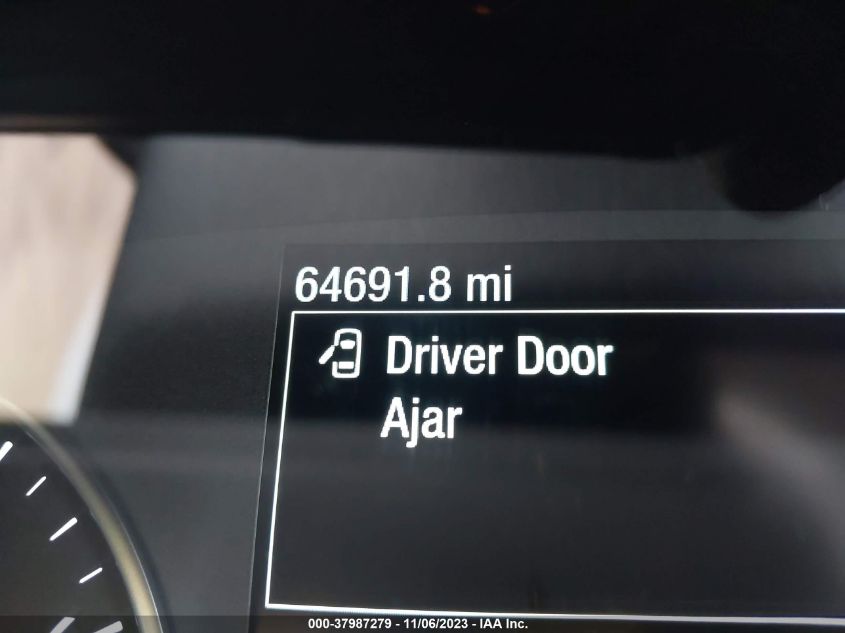 64691.8 mi
Driver Door
Ajar
000-37987279 - 11/06/2023 - IAA Inc.